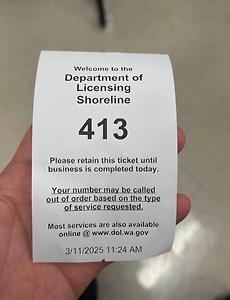 Welcome to the
Department of
Licensing
Shoreline
413
Please retain this ticket until
business is completed today.
Your number may be called
out of order based on the type
of service requested.
Most services are also available
online @ www.dol.wa.gov
3/11/2025 11:24 AM